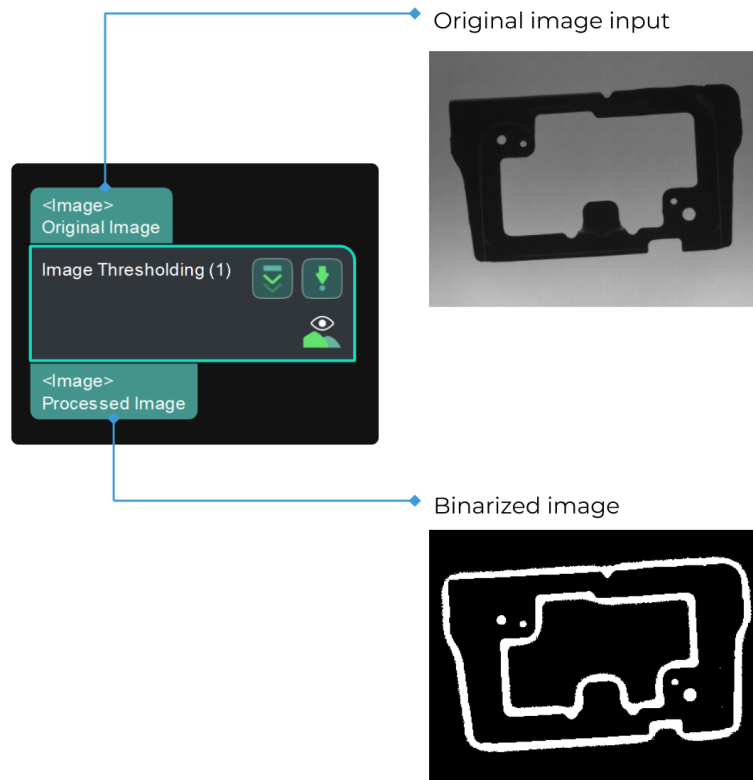 Original image input
<Image>
Original Image
Image Thresholding (1)
<Image>
Processed Image
Binarized image